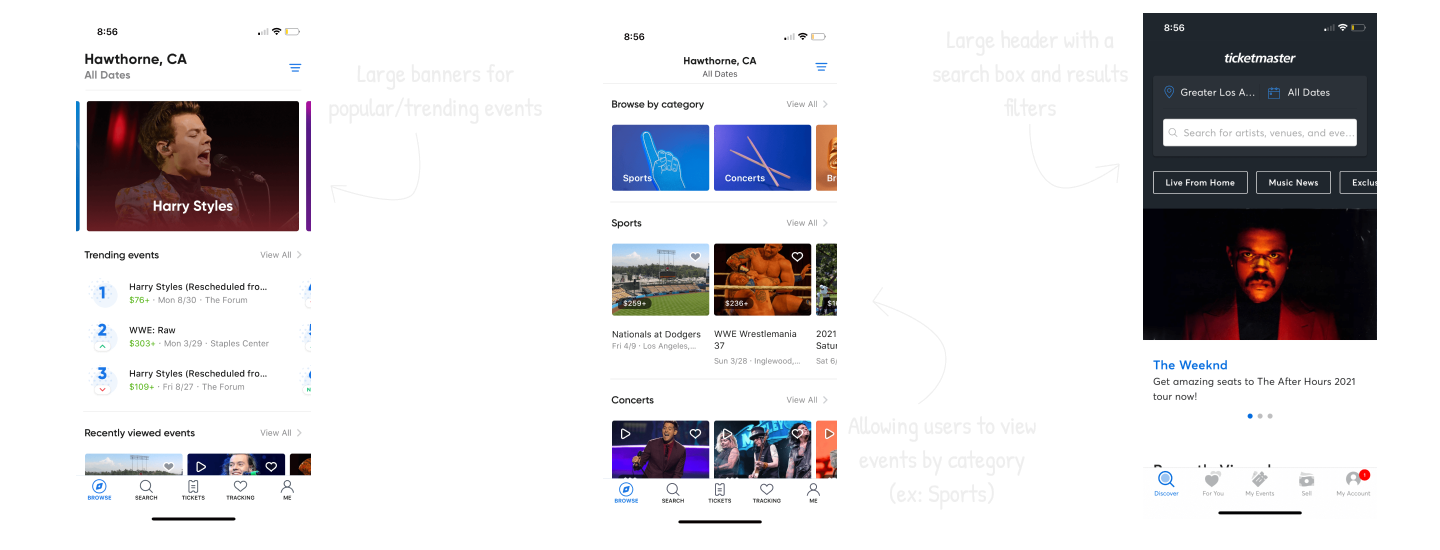 8:56
Hawthorne, CA
All Dates
Harry Styles
Trending events
View All
1
Harry Styles (Rescheduled fro...
$76+ · Mon 8/30 · The Forum
2
WWE: Raw
$303+ · Mon 3/29 · Staples Center
3
Harry Styles (Rescheduled fro...
$109+ · Fri 8/27 · The Forum
Recently viewed events
View All
BROWSE
SEARCH
TICKETS
TRACKING
ME
Large banners for
popular/trending events
8:56
Hawthorne, CA
All Dates
Browse by category
View All
Sports
Concerts
Br
Sports
View All
$259+
$236+
Nationals at Dodgers
Fri 4/9 · Los Angeles,...
WWE Wrestlemania
37
Sun 3/28 · Inglewood,...
2021
Satur
Sat 6/
Concerts
View All
BROWSE
SEARCH
TICKETS
TRACKING
ME
Large header with a
search box and results
filters
Allowing users to view
events by category
(ex: Sports)
8:56
ticketmaster
Greater Los A...
All Dates
Search for artists, venues, and eve...
Live From Home
Music News
Exclus
The Weeknd
Get amazing seats to The After Hours 2021
tour now!
Discover
For You
My Events
Sell
My Account
1